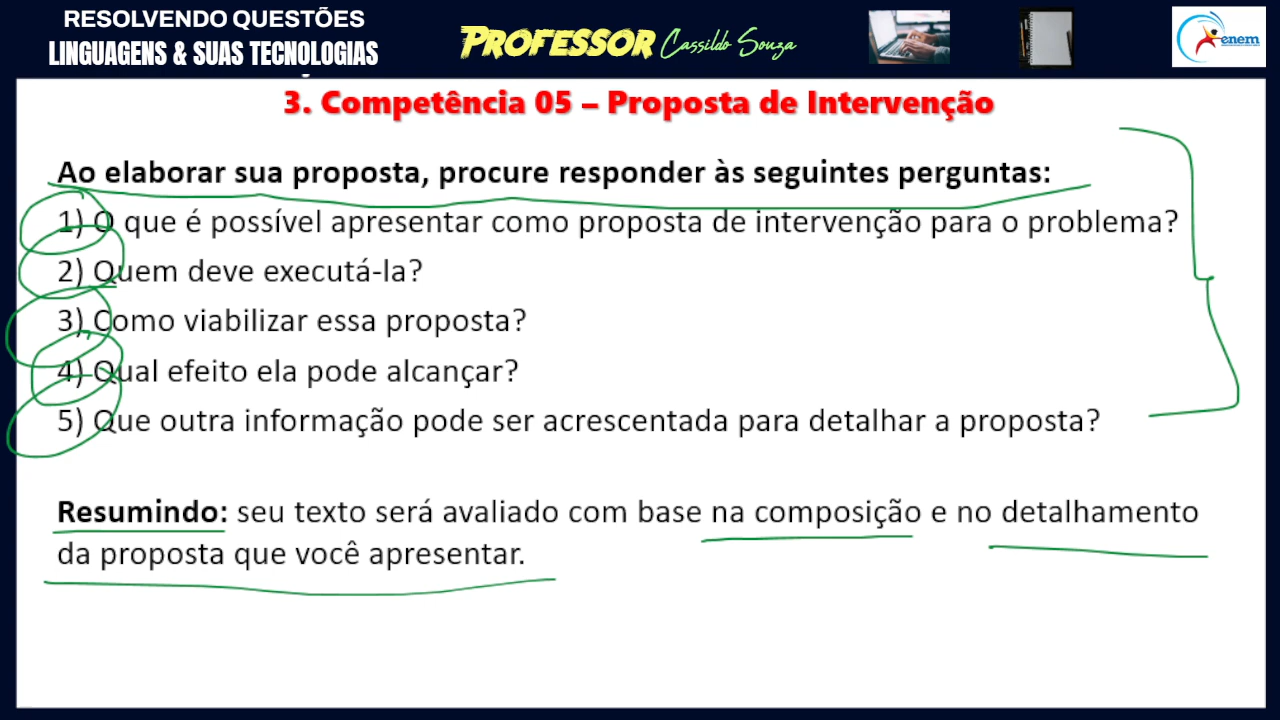 RESOLVENDO QUESTÕES
LINGUAGENS & SUAS TECNOLOGIAS
PROFESSOR Cassildo Souza
enem
3. Competência 05 – Proposta de Intervenção
Ao elaborar sua proposta, procure responder às seguintes perguntas:
1) O que é possível apresentar como proposta de intervenção para o problema?
2) Quem deve executá-la?
3) Como viabilizar essa proposta?
4) Qual efeito ela pode alcançar?
5) Que outra informação pode ser acrescentada para detalhar a proposta?
Resumindo: seu texto será avaliado com base na composição e no detalhamento
da proposta que você apresentar.